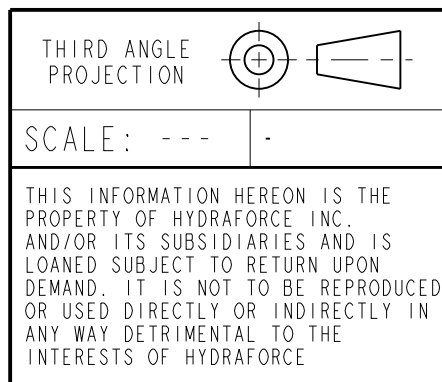 THIRD ANGLE
PROJECTION
SCALE: --- -
THIS INFORMATION HEREON IS THE
PROPERTY OF HYDRAFORCE INC.
AND/OR ITS SUBSIDIARIES AND IS
LOANED SUBJECT TO RETURN UPON
DEMAND. IT IS NOT TO BE REPRODUCED
OR USED DIRECTLY OR INDIRECTLY IN
ANY WAY DETRIMENTAL TO THE
INTERESTS OF HYDRAFORCE